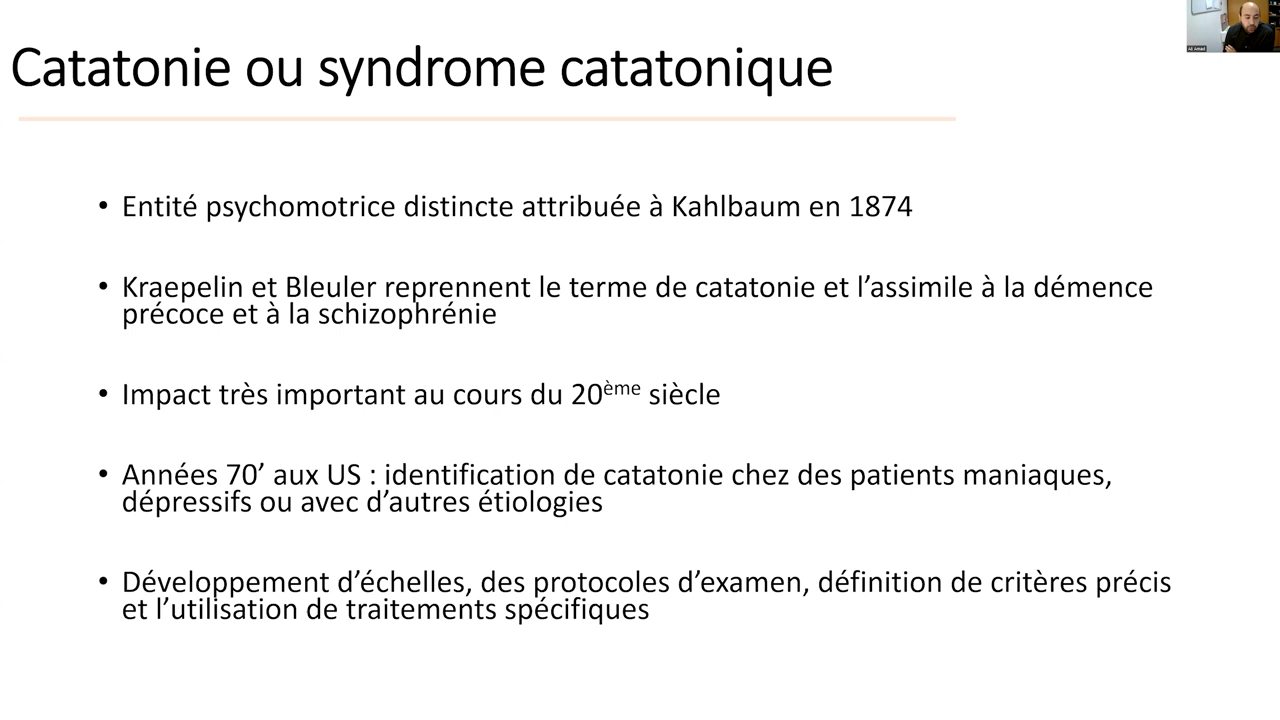 Catatonie ou syndrome catatonique
• Entité psychomotrice distincte attribuée à Kahlbaum en 1874
• Kraepelin et Bleuler reprennent le terme de catatonie et l’assimile à la démence
précoce et à la schizophrénie
• Impact très important au cours du 20ème siècle
• Années 70’ aux US : identification de catatonie chez des patients maniaques,
dépressifs ou avec d’autres étiologies
• Développement d’échelles, des protocoles d’examen, définition de critères précis
et l’utilisation de traitements spécifiques